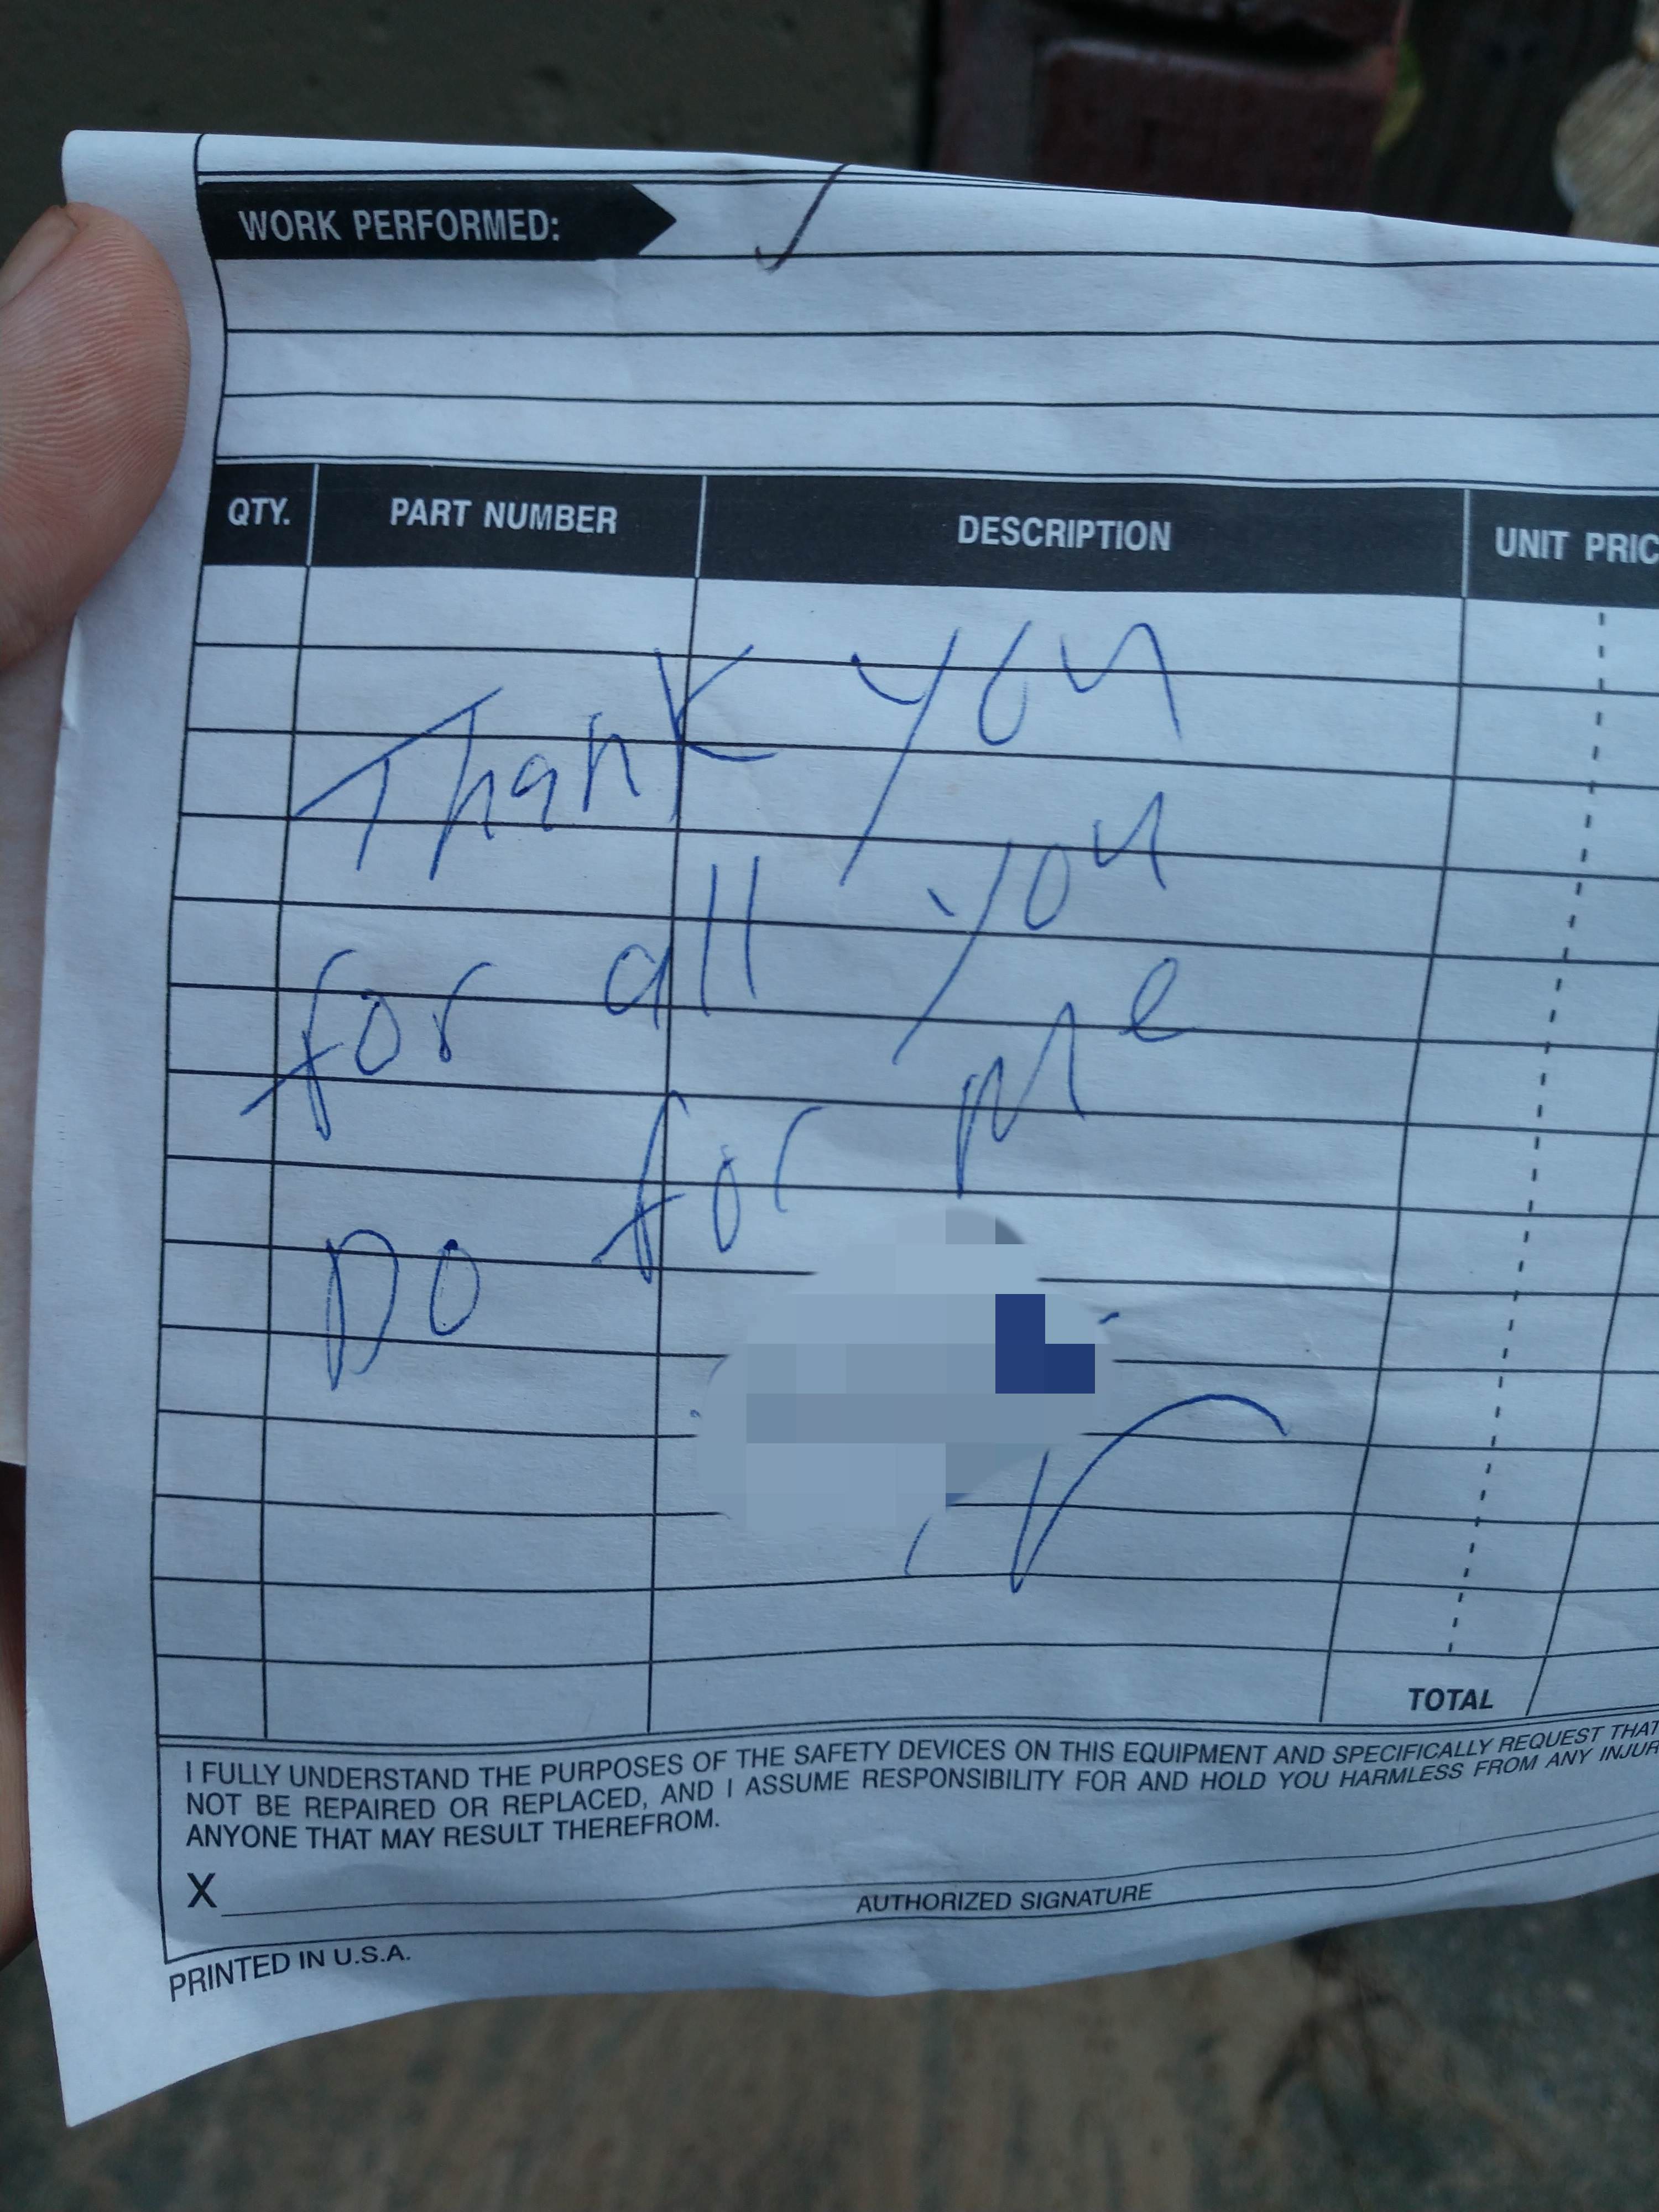 WORK PERFORMED:
QTY. PART NUMBER DESCRIPTION UNIT PRIC
Thank you
for all you
Do for Me
TOTAL
I FULLY UNDERSTAND THE PURPOSES OF THE SAFETY DEVICES ON THIS EQUIPMENT AND SPECIFICALLY REQUEST THAT
NOT BE REPAIRED OR REPLACED, AND I ASSUME RESPONSIBILITY FOR AND HOLD YOU HARMLESS FROM ANY INJUR
ANYONE THAT MAY RESULT THEREFROM.
X
AUTHORIZED SIGNATURE
PRINTED IN U.S.A.